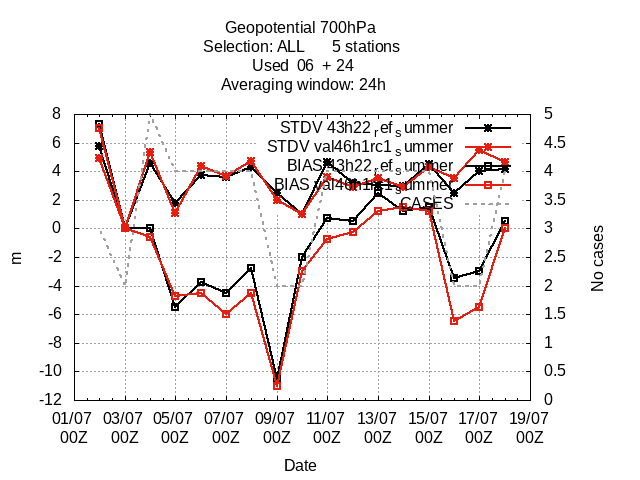 Geopotential 700hPa
Selection: ALL 5 stations
Used 06 + 24
Averaging window: 24h
STDV 43h22_ref_summer
STDV val46h1rc1_summer
BIAS 43h22_ref_summer
BIAS val46h1rc1_summer
CASES
8
6
4
2
0
-2
-4
-6
-8
-10
-12
m
5
4.5
4
3.5
3
2.5
2
1.5
1
0.5
0
No cases
01/07 03/07 05/07 07/07 09/07 11/07 13/07 15/07 17/07 19/07
00Z 00Z 00Z 00Z 00Z 00Z 00Z 00Z 00Z 00Z
Date